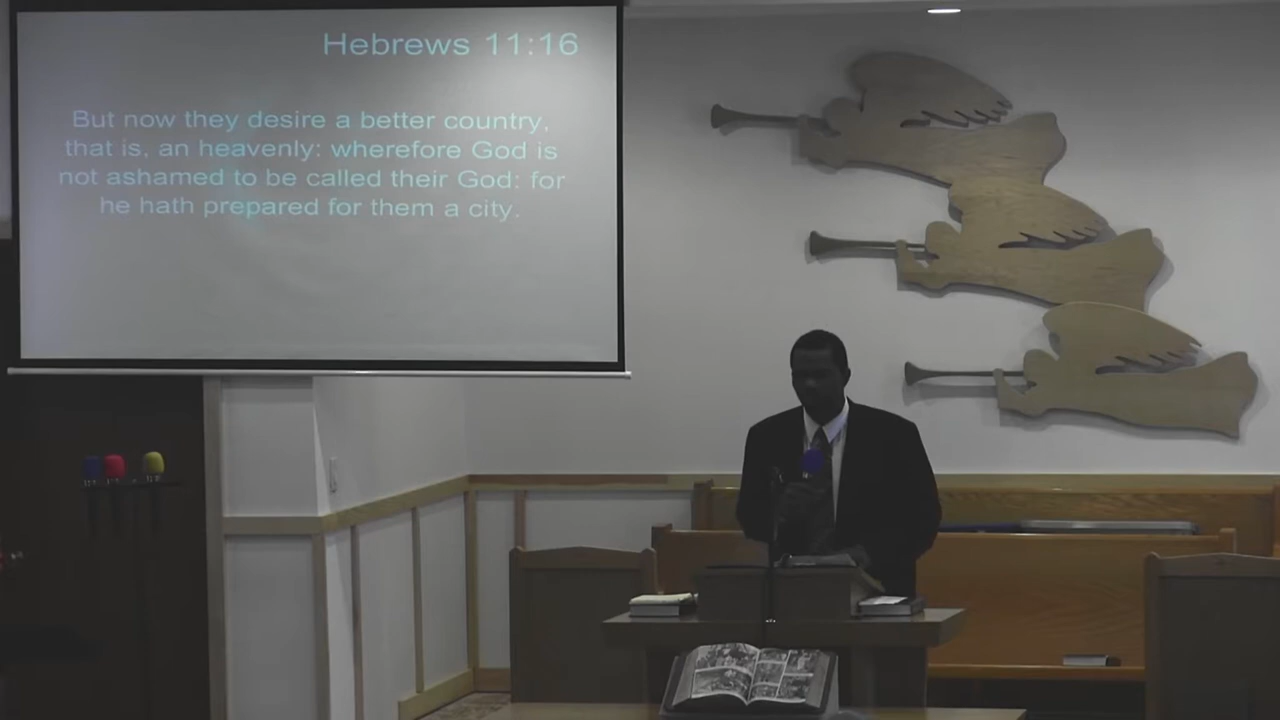 Hebrews 11:16
But now they desire a better country,
that is, an heavenly: wherefore God is
not ashamed to be called their God: for
he hath prepared for them a city.